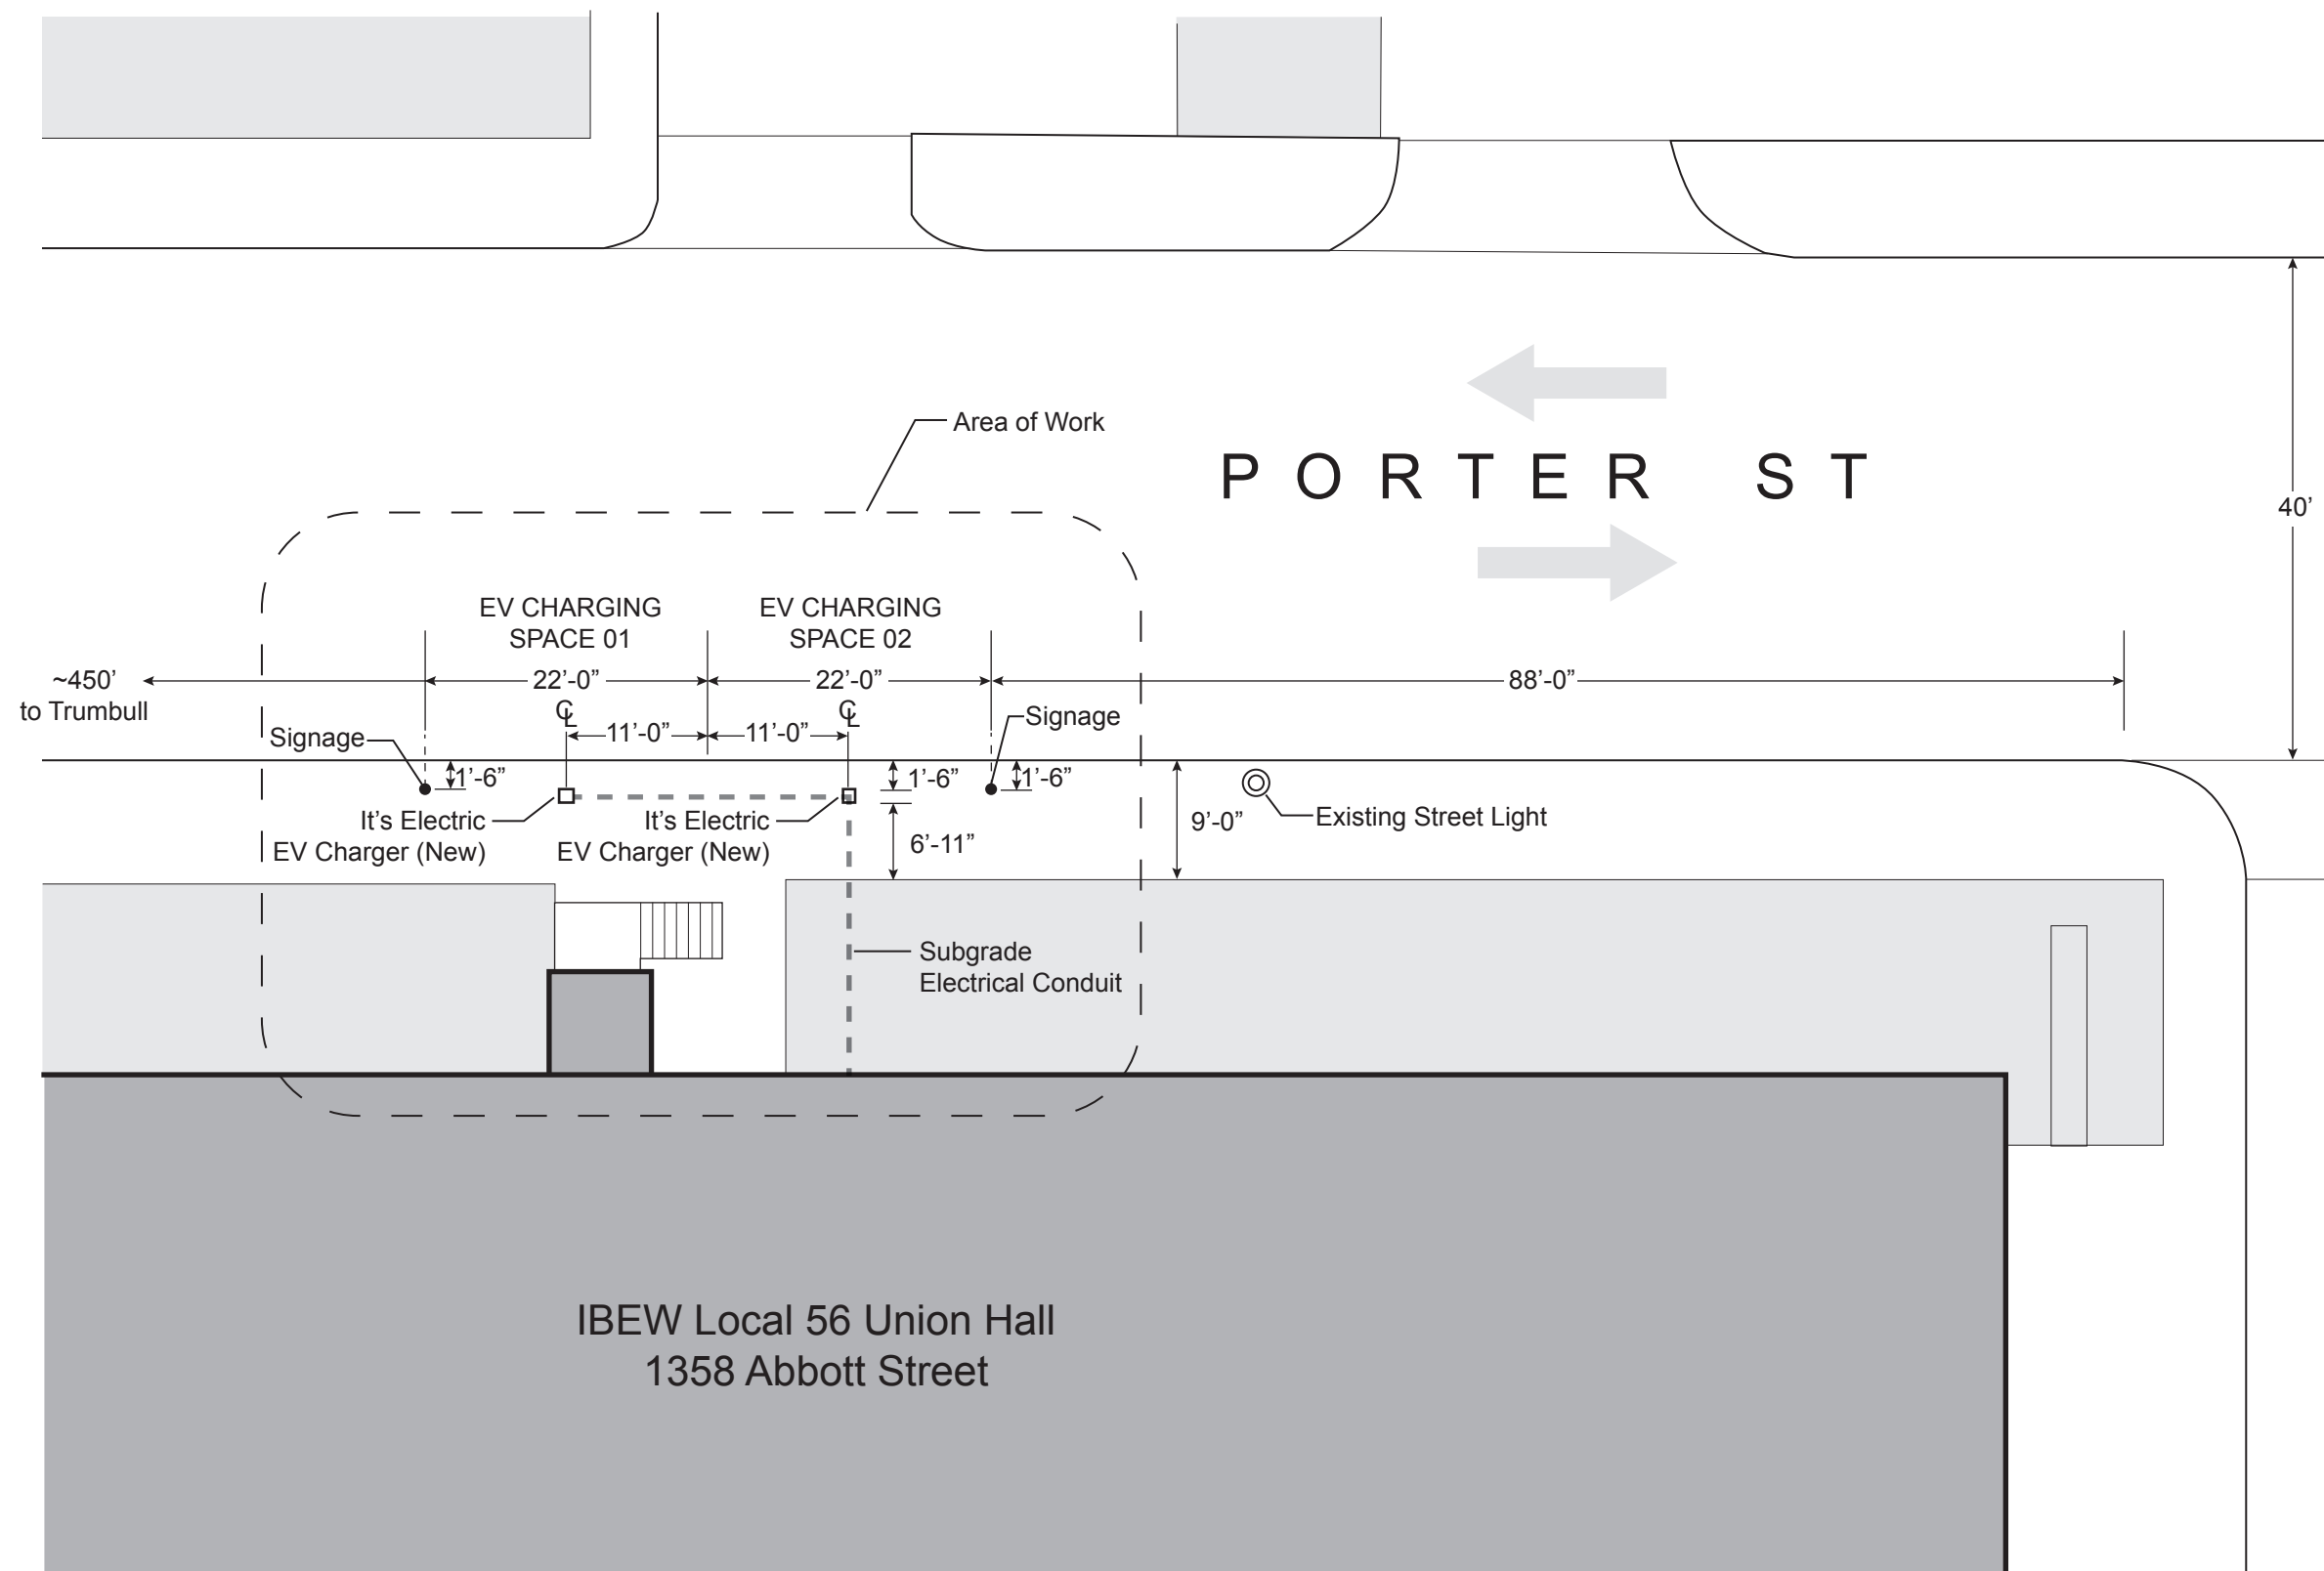 Area of Work
PORTER ST
40’
EV CHARGING
SPACE 01
EV CHARGING
SPACE 02
~450’
to Trumbull
22’-0”
22’-0”
88’-0”
℄
℄
11’-0”
11’-0”
Signage
Signage
1’-6”
1’-6”
1’-6”
It’s Electric
EV Charger (New)
It’s Electric
EV Charger (New)
6’-11”
9’-0”
Existing Street Light
Subgrade
Electrical Conduit
IBEW Local 56 Union Hall
1358 Abbott Street